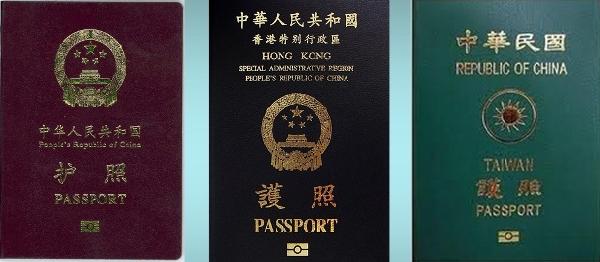 中华人民共和国
People's Republic of China
护照
PASSPORT
中華人民共和國
香港特別行政區
HONG KONG
SPECIAL ADMINISTRATIVE REGION
PEOPLE'S REPUBLIC OF CHINA
護照
PASSPORT
中華民國
REPUBLIC OF CHINA
TAIWAN
護照
PASSPORT